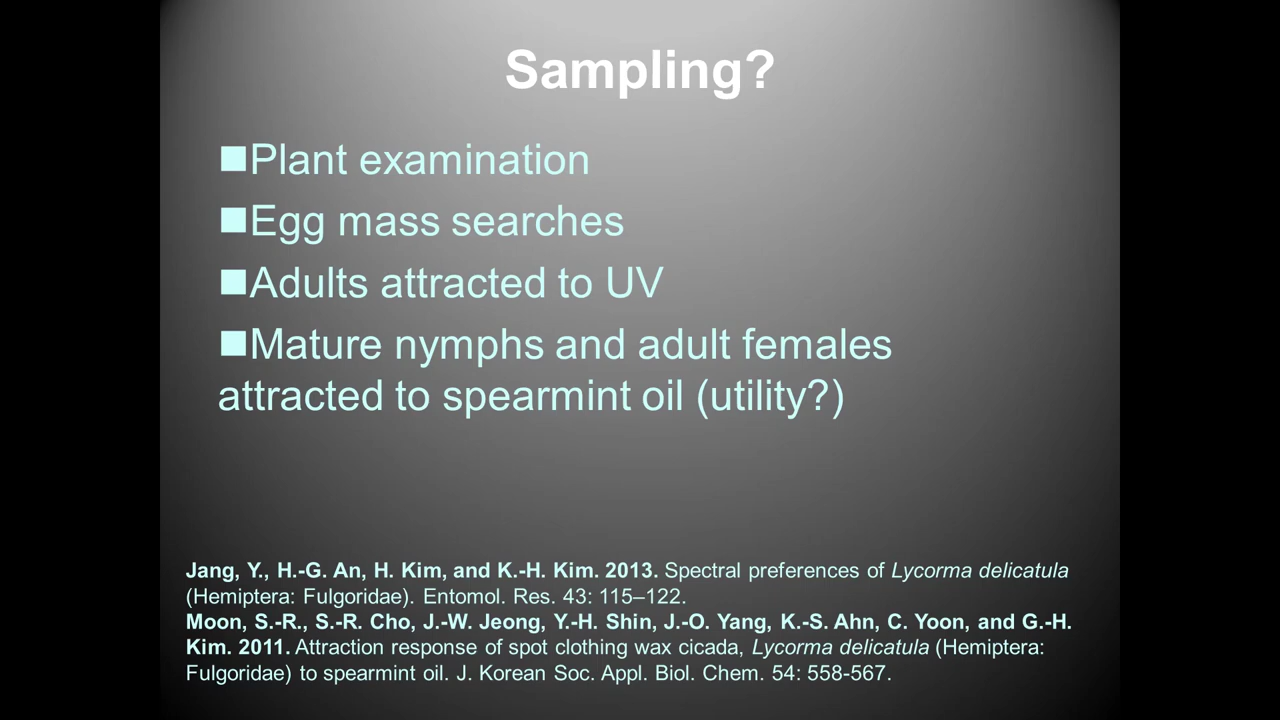 Sampling?
■Plant examination
■Egg mass searches
■Adults attracted to UV
■Mature nymphs and adult females
attracted to spearmint oil (utility?)
Jang, Y., H.-G. An, H. Kim, and K.-H. Kim. 2013. Spectral preferences of Lycorma delicatula
(Hemiptera: Fulgoridae). Entomol. Res. 43: 115–122.
Moon, S.-R., S.-R. Cho, J.-W. Jeong, Y.-H. Shin, J.-O. Yang, K.-S. Ahn, C. Yoon, and G.-H.
Kim. 2011. Attraction response of spot clothing wax cicada, Lycorma delicatula (Hemiptera:
Fulgoridae) to spearmint oil. J. Korean Soc. Appl. Biol. Chem. 54: 558-567.